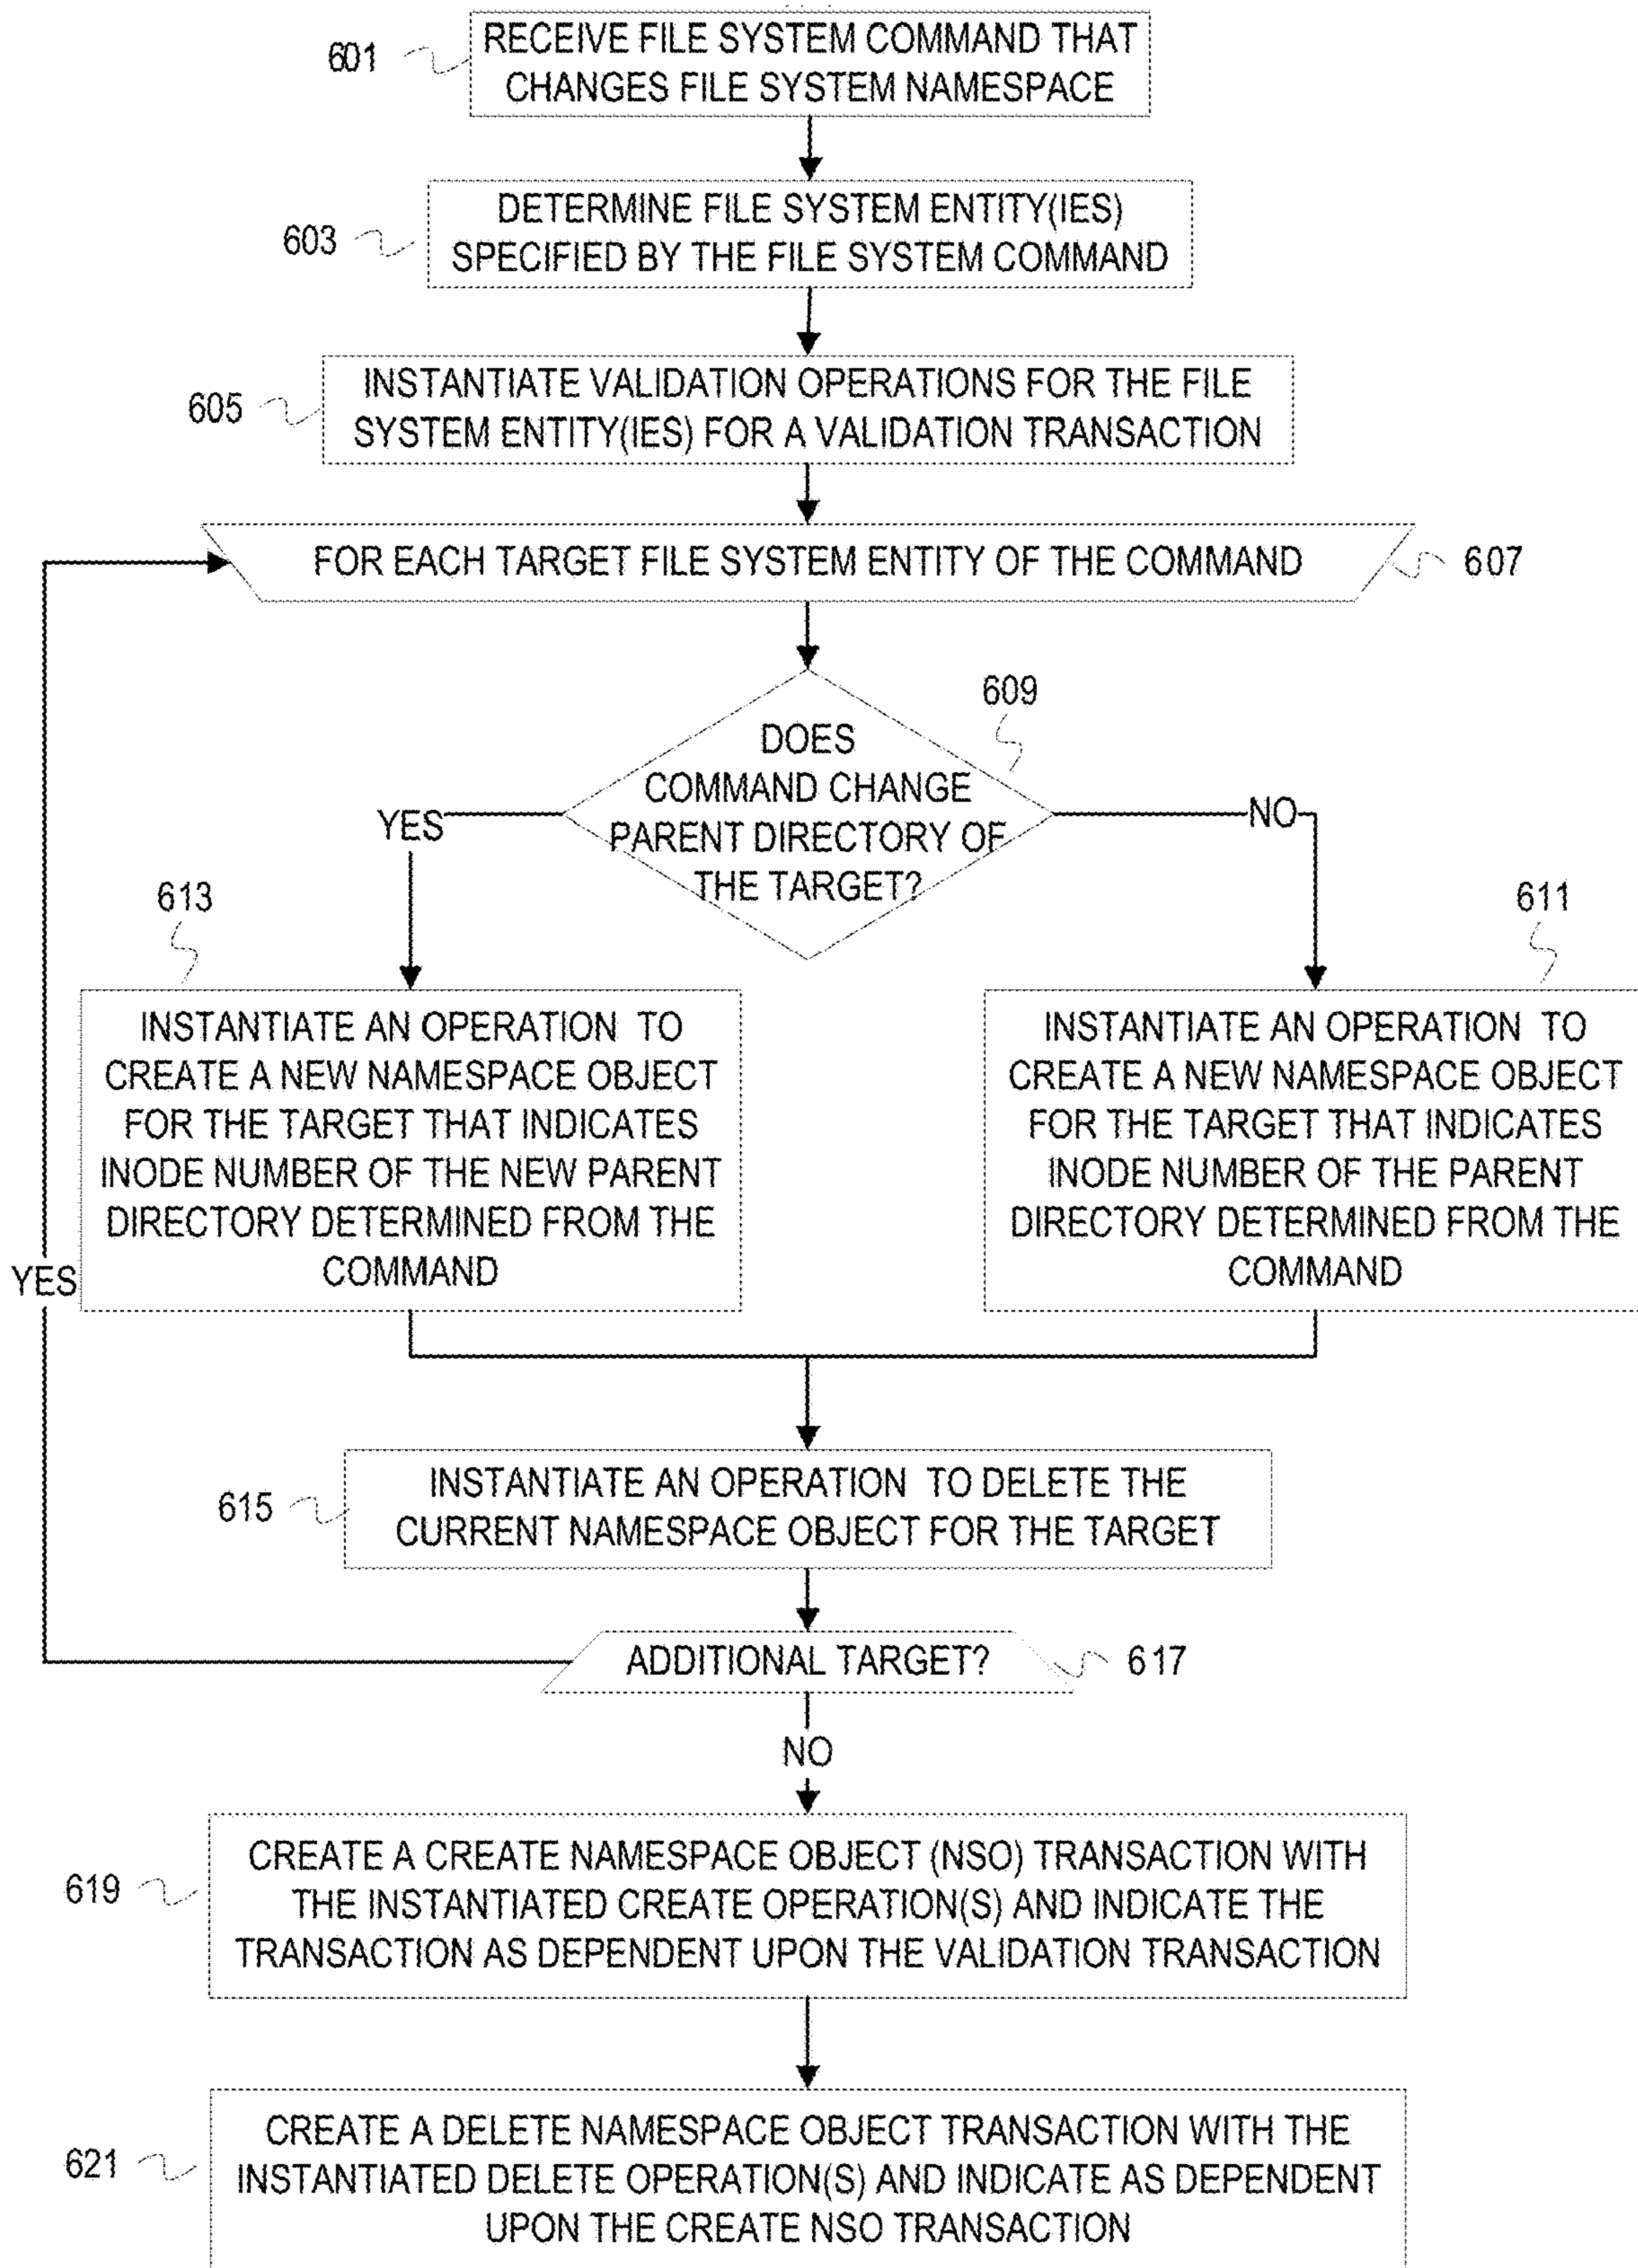 601
RECEIVE FILE SYSTEM COMMAND THAT
CHANGES FILE SYSTEM NAMESPACE
603
DETERMINE FILE SYSTEM ENTITY(IES)
SPECIFIED BY THE FILE SYSTEM COMMAND
605
INSTANTIATE VALIDATION OPERATIONS FOR THE FILE
SYSTEM ENTITY(IES) FOR A VALIDATION TRANSACTION
FOR EACH TARGET FILE SYSTEM ENTITY OF THE COMMAND
607
609
DOES
COMMAND CHANGE
PARENT DIRECTORY OF
THE TARGET?
YES
NO
613
INSTANTIATE AN OPERATION TO
CREATE A NEW NAMESPACE OBJECT
FOR THE TARGET THAT INDICATES
INODE NUMBER OF THE NEW PARENT
DIRECTORY DETERMINED FROM THE
COMMAND
611
INSTANTIATE AN OPERATION TO
CREATE A NEW NAMESPACE OBJECT
FOR THE TARGET THAT INDICATES
INODE NUMBER OF THE PARENT
DIRECTORY DETERMINED FROM THE
COMMAND
YES
615
INSTANTIATE AN OPERATION TO DELETE THE
CURRENT NAMESPACE OBJECT FOR THE TARGET
ADDITIONAL TARGET?
617
NO
619
CREATE A CREATE NAMESPACE OBJECT (NSO) TRANSACTION WITH
THE INSTANTIATED CREATE OPERATION(S) AND INDICATE THE
TRANSACTION AS DEPENDENT UPON THE VALIDATION TRANSACTION
621
CREATE A DELETE NAMESPACE OBJECT TRANSACTION WITH THE
INSTANTIATED DELETE OPERATION(S) AND INDICATE AS DEPENDENT
UPON THE CREATE NSO TRANSACTION